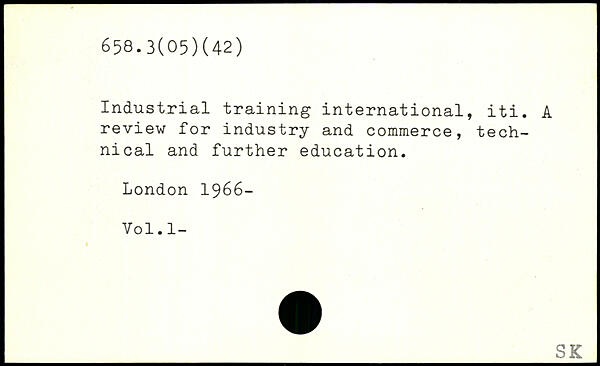 658.3(05)(42)
Industrial training international, iti. A
review for industry and commerce, tech-
nical and further education.
London 1966-
Vol.1-
SK